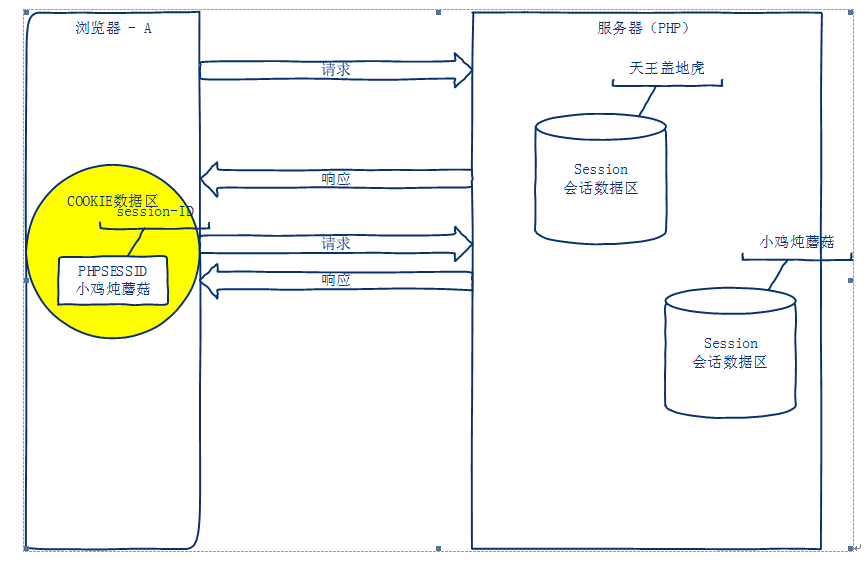 浏览器 - A
服务器（PHP）
请求
天王盖地虎
Session
会话数据区
响应
COOKIE数据区
session-ID
请求
小鸡炖蘑菇
PHPSESSID
小鸡炖蘑菇
响应
Session
会话数据区